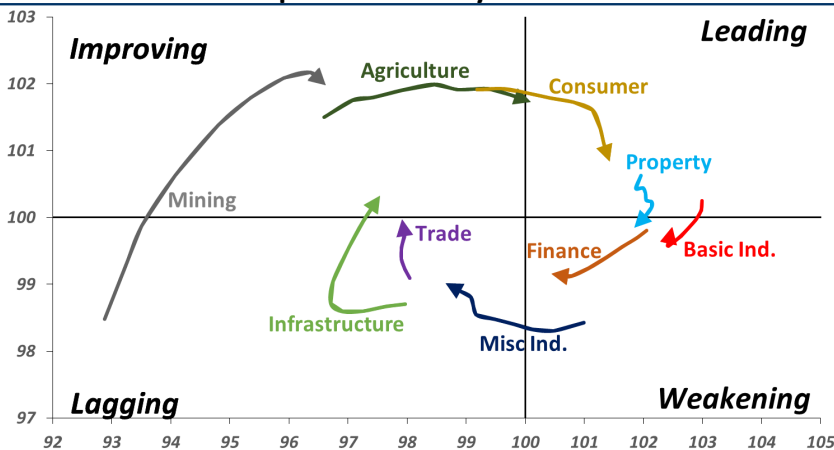 103
Improving
Leading
102
Agriculture
Consumer
101
Property
Mining
100
Trade
Finance
Basic Ind.
99
Infrastructure
Misc Ind.
98
Lagging
Weakening
97
92 93 94 95 96 97 98 99 100 101 102 103 104 105